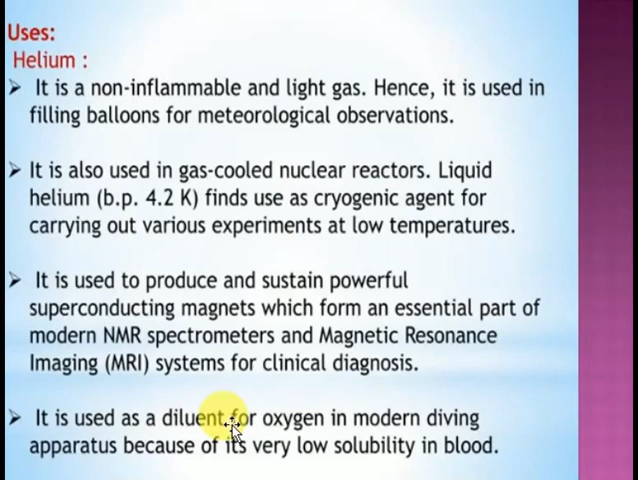 Uses:
Helium :
➢ It is a non-inflammable and light gas. Hence, it is used in
filling balloons for meteorological observations.
➢ It is also used in gas-cooled nuclear reactors. Liquid
helium (b.p. 4.2 K) finds use as cryogenic agent for
carrying out various experiments at low temperatures.
➢ It is used to produce and sustain powerful
superconducting magnets which form an essential part of
modern NMR spectrometers and Magnetic Resonance
Imaging (MRI) systems for clinical diagnosis.
➢ It is used as a diluent for oxygen in modern diving
apparatus because of its very low solubility in blood.